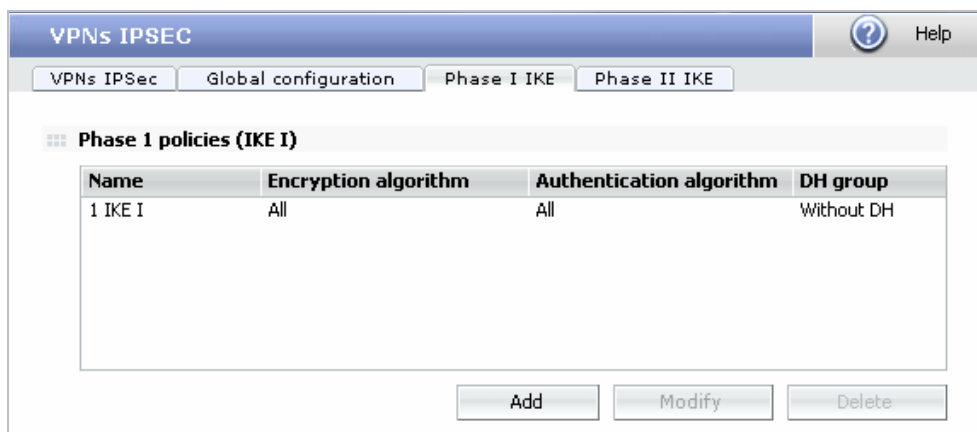 VPNs IPSEC
Help
VPNs IPSec Global configuration Phase I IKE Phase II IKE
Phase 1 policies (IKE I)
Name Encryption algorithm Authentication algorithm DH group
1 IKE I All All Without DH
Add Modify Delete